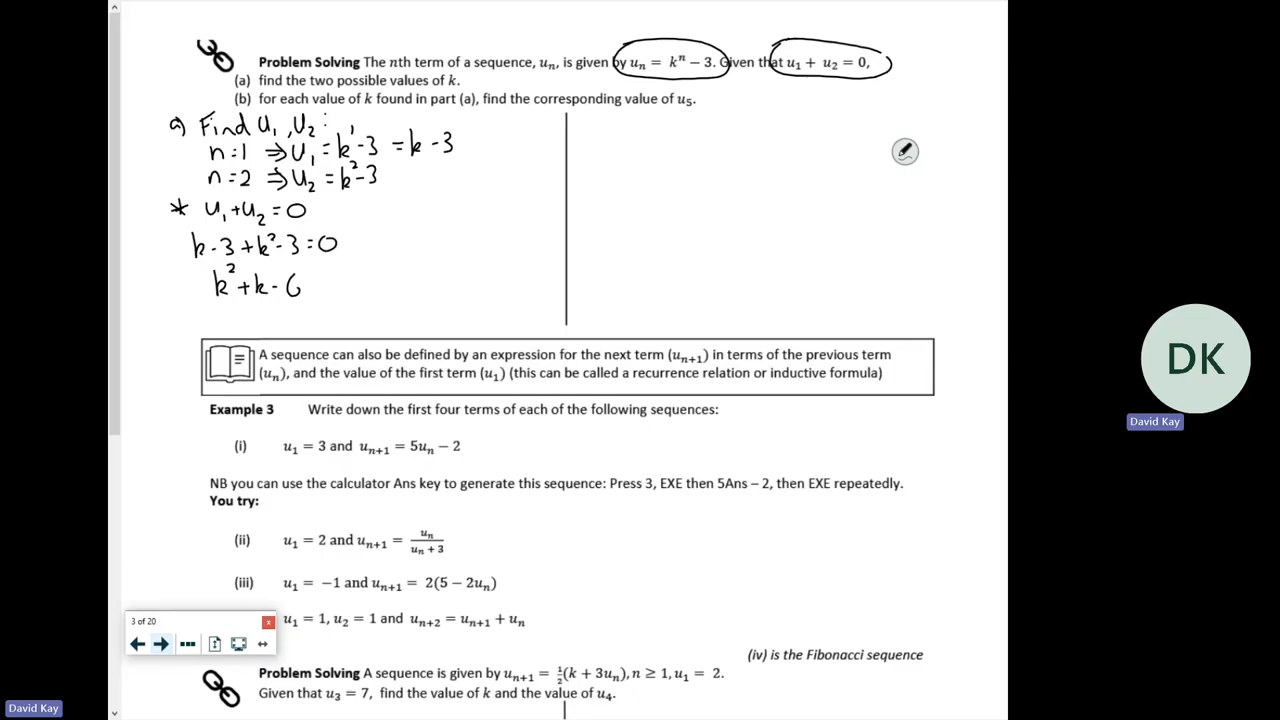 Problem Solving The nth term of a sequence, uₙ, is given by uₙ = kⁿ − 3. Given that u₁ + u₂ = 0,
(a) find the two possible values of k.
(b) for each value of k found in part (a), find the corresponding value of u₅.
a) Find u₁, u₂ :
n=1 ⇒ u₁ = k¹ - 3 = k - 3
n=2 ⇒ u₂ = k² - 3
* u₁+u₂ = 0
k - 3 + k² - 3 = 0
k² + k - 6
A sequence can also be defined by an expression for the next term (uₙ₊₁) in terms of the previous term
(uₙ), and the value of the first term (u₁) (this can be called a recurrence relation or inductive formula)
Example 3 Write down the first four terms of each of the following sequences:
(i) u₁ = 3 and uₙ₊₁ = 5uₙ − 2
NB you can use the calculator Ans key to generate this sequence: Press 3, EXE then 5Ans – 2, then EXE repeatedly.
You try:
(ii) u₁ = 2 and uₙ₊₁ = uₙ/(uₙ + 3)
(iii) u₁ = −1 and uₙ₊₁ = 2(5 − 2uₙ)
u₁ = 1, u₂ = 1 and uₙ₊₂ = uₙ₊₁ + uₙ
(iv) is the Fibonacci sequence
Problem Solving A sequence is given by uₙ₊₁ = ½(k + 3uₙ), n ≥ 1, u₁ = 2.
Given that u₃ = 7, find the value of k and the value of u₄.
3 of 20
DK
David Kay
David Kay